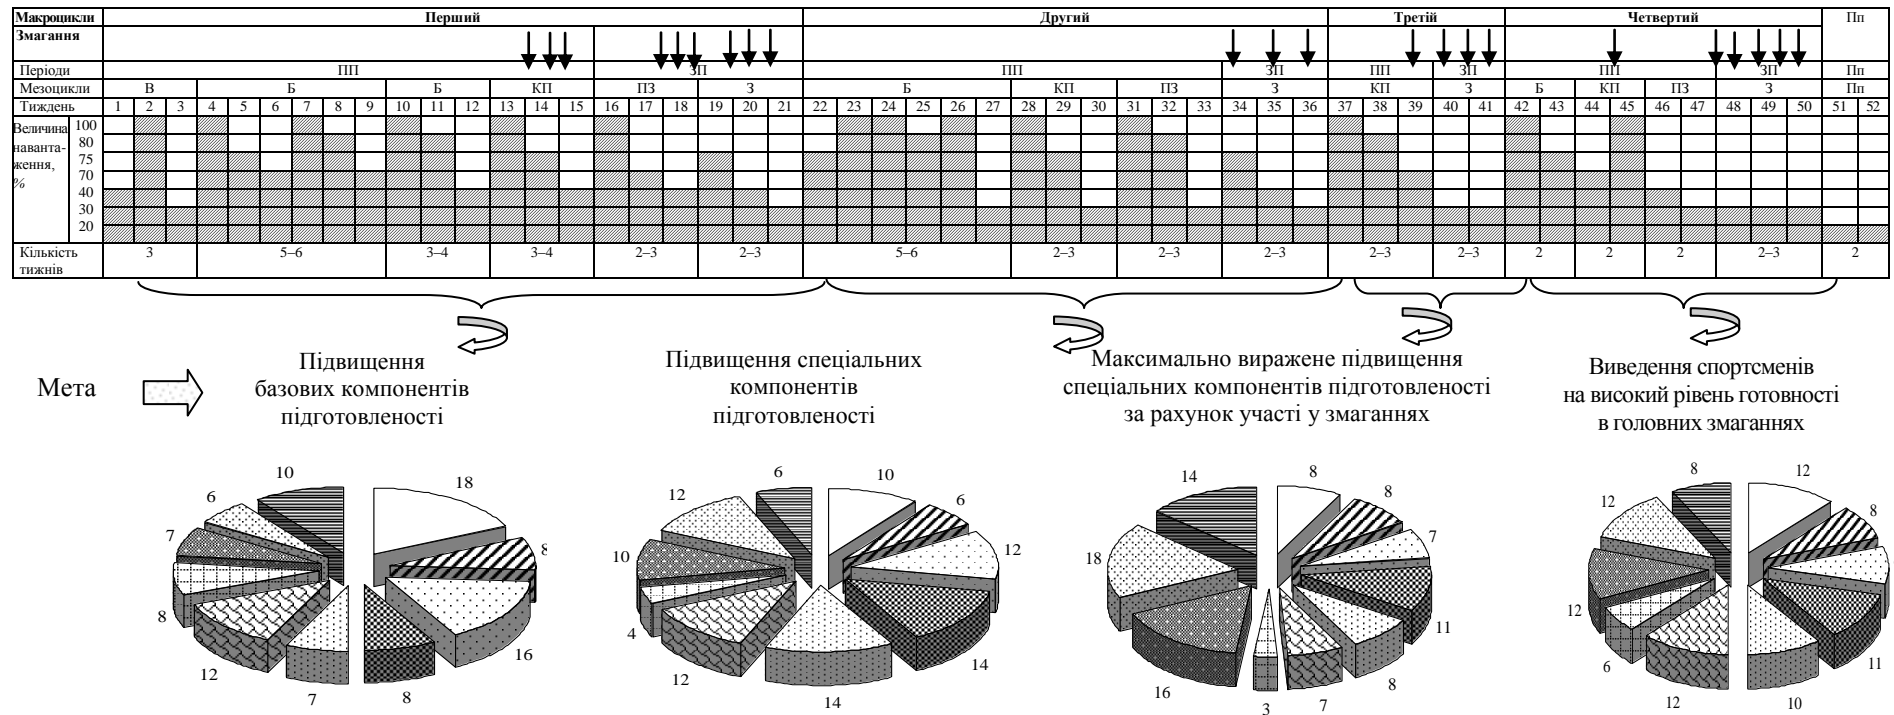 Макроцикли Перший Другий Третій Четвертий Пп
Змагання
Періоди ПП ЗП ПП ЗП ПП ЗП ПП ЗП Пп
Мезоцикли В Б Б КП ПЗ З Б КП ПЗ З КП З Б КП ПЗ З Пп
Тиждень 1 2 3 4 5 6 7 8 9 10 11 12 13 14 15 16 17 18 19 20 21 22 23 24 25 26 27 28 29 30 31 32 33 34 35 36 37 38 39 40 41 42 43 44 45 46 47 48 49 50 51 52
Величина 100
наванта- 80
ження, 75
% 70
40
30
20
Кількість 3 5–6 3–4 3–4 2–3 2–3 5–6 2–3 2–3 2–3 2–3 2–3 2 2 2 2–3 2
тижнів
Мета
Підвищення
базових компонентів
підготовленості
Підвищення спеціальних
компонентів
підготовленості
Максимально виражене підвищення
спеціальних компонентів підготовленості
за рахунок участі у змаганнях
Виведення спортсменів
на високий рівень готовності
в головних змаганнях
10 18
6
8
7
8
16
12
7 8
6 10
12 6
12
10
4
14
12
14
14 8
8
7
18
11
16
8
3 7
8 12
12 8
12
11
6
12 10